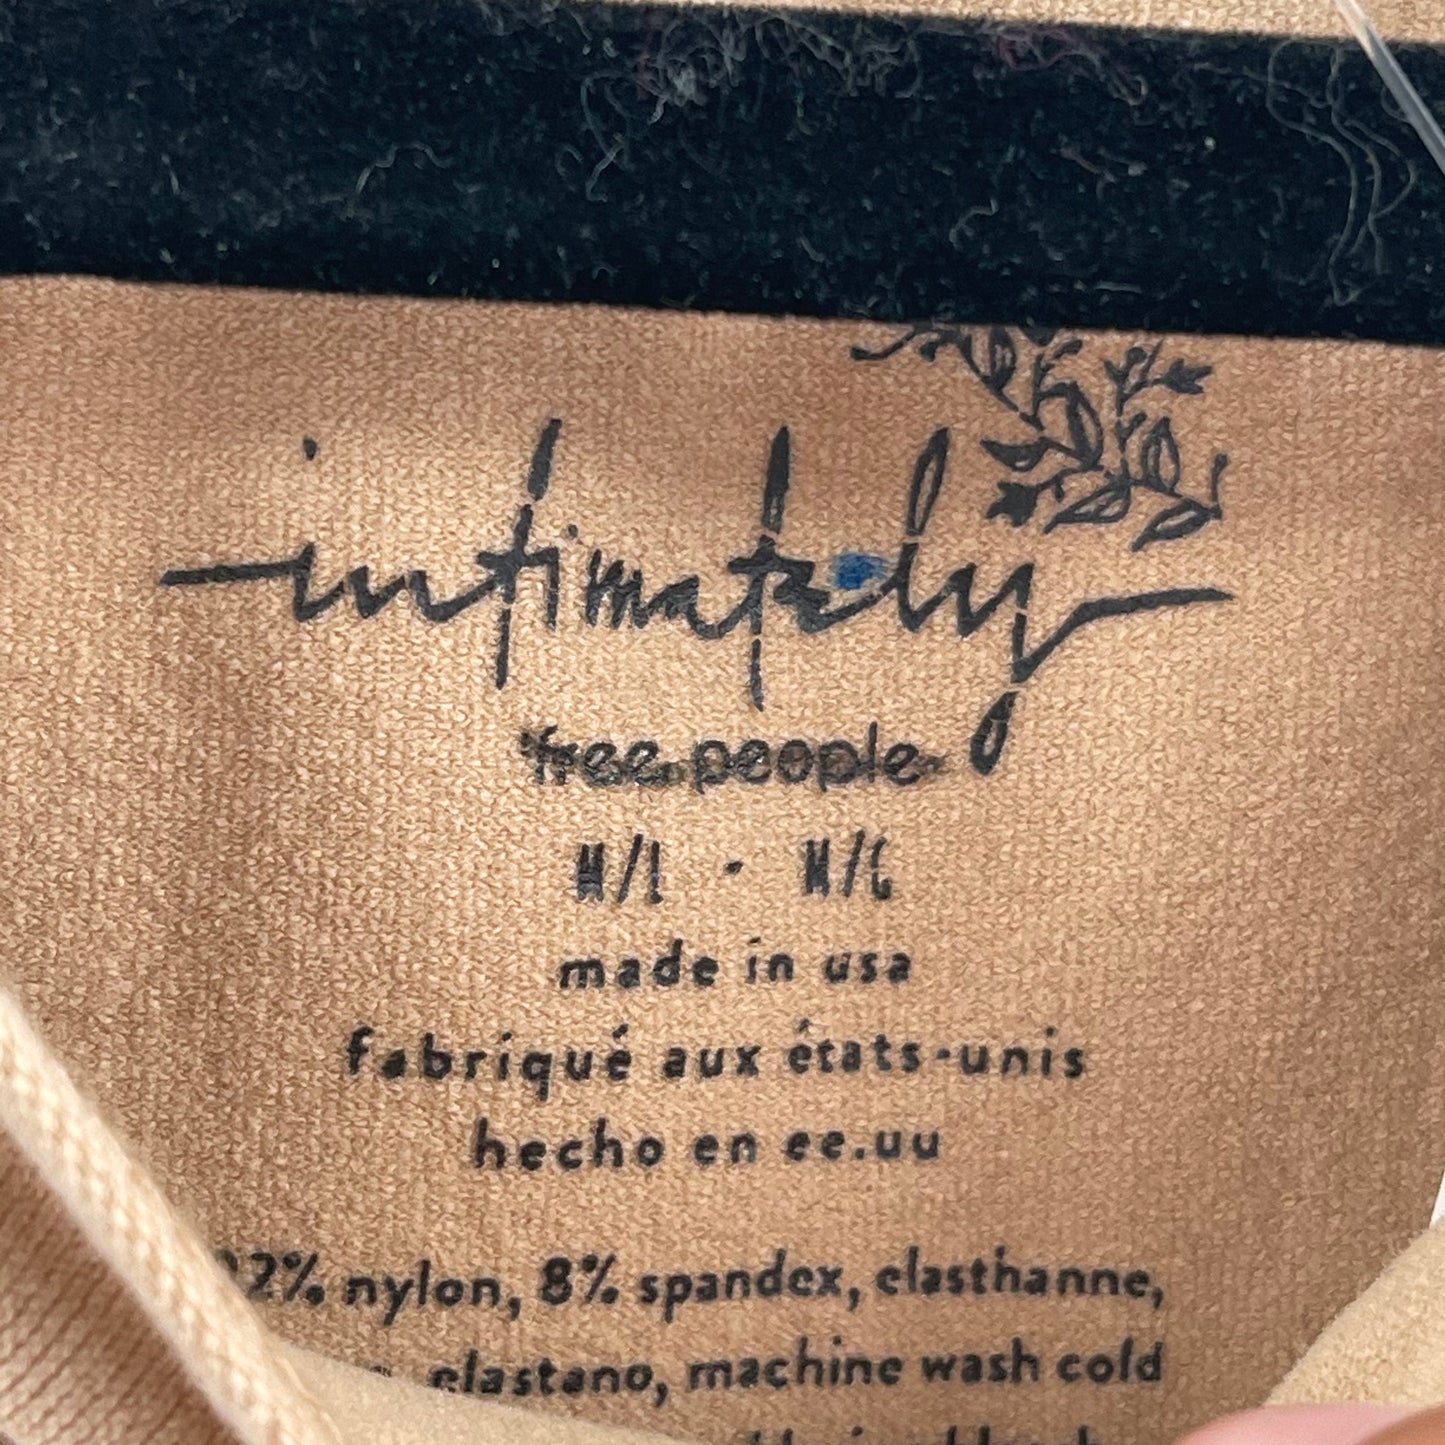 intimately
free people
M/L · M/G
made in usa
fabriqué aux états-unis
hecho en ee.uu
92% nylon, 8% spandex, elasthanne,
elastano, machine wash cold